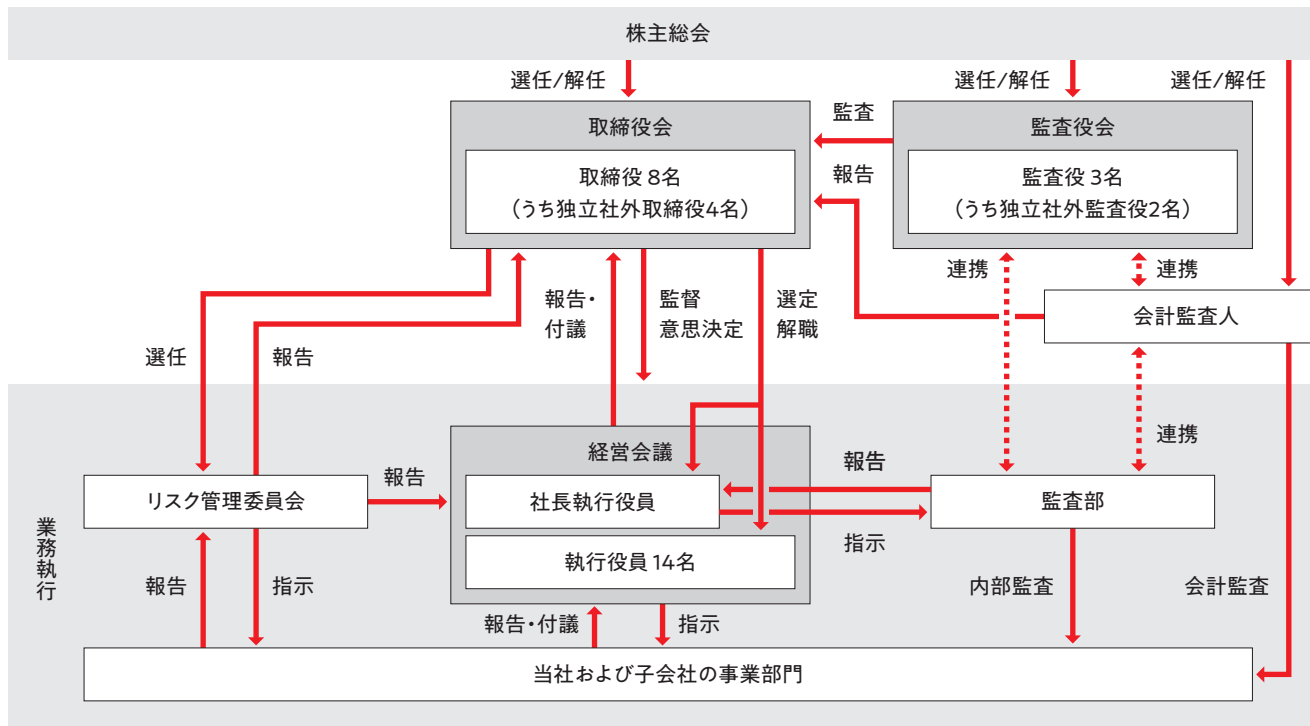 株主総会
選任/解任
選任/解任
選任/解任
取締役会
監査
監査役会
取締役 8名
(うち独立社外取締役4名)
報告
監査役 3名
(うち独立社外監査役2名)
連携
連携
報告・
付議
監督
意思決定
選定
解職
会計監査人
選任
報告
連携
経営会議
報告
報告
リスク管理委員会
社長執行役員
監査部
業務執行
指示
執行役員 14名
報告
指示
内部監査
会計監査
報告・付議
指示
当社および子会社の事業部門